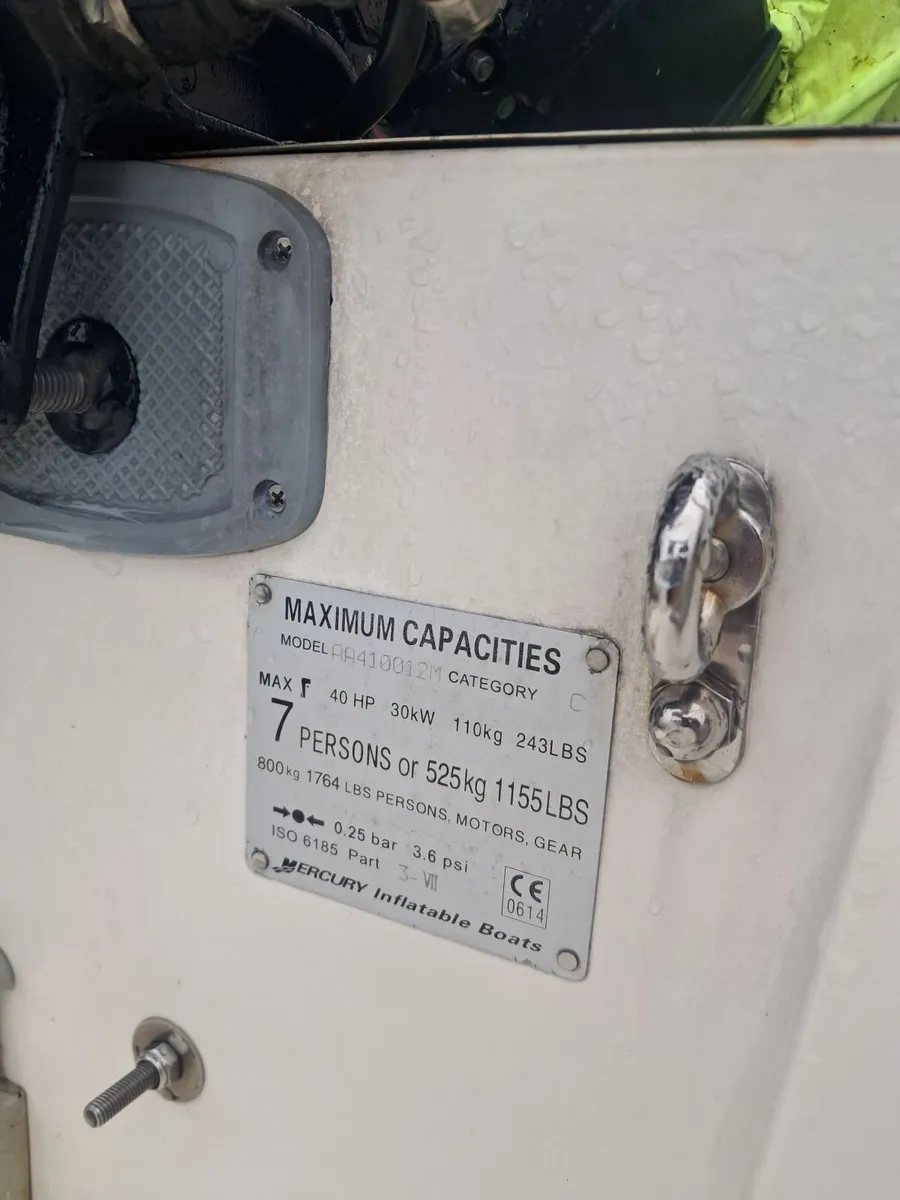 MAXIMUM CAPACITIES
MODEL AA410012M CATEGORY C
MAX 40 HP 30kW 110kg 243LBS
7 PERSONS or 525kg 1155LBS
800kg 1764 LBS PERSONS, MOTORS, GEAR
0.25 bar 3.6 psi
ISO 6185 Part 3-VII
CE
0614
MERCURY Inflatable Boats